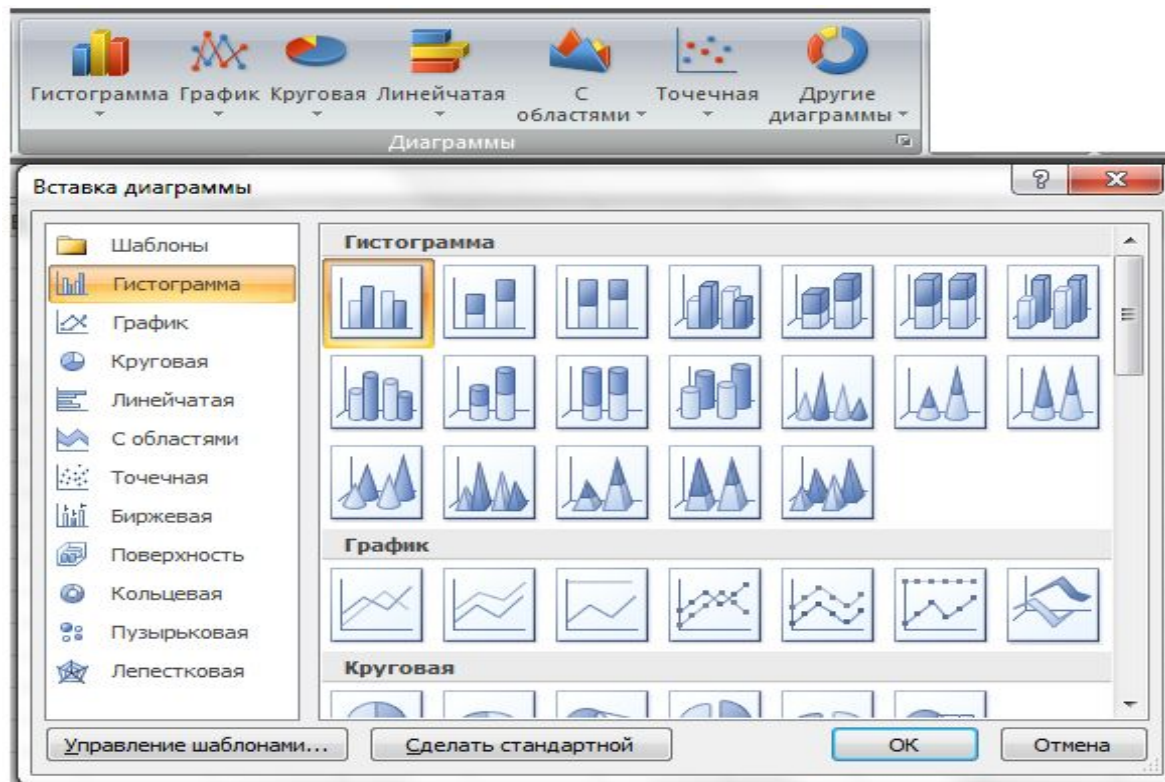 Гистограмма График Круговая Линейчатая С областями Точечная Другие диаграммы
Диаграммы
Вставка диаграммы
Шаблоны
Гистограмма
График
Круговая
Линейчатая
С областями
Точечная
Биржевая
Поверхность
Кольцевая
Пузырьковая
Лепестковая
Гистограмма
График
Круговая
Управление шаблонами... Сделать стандартной ОК Отмена